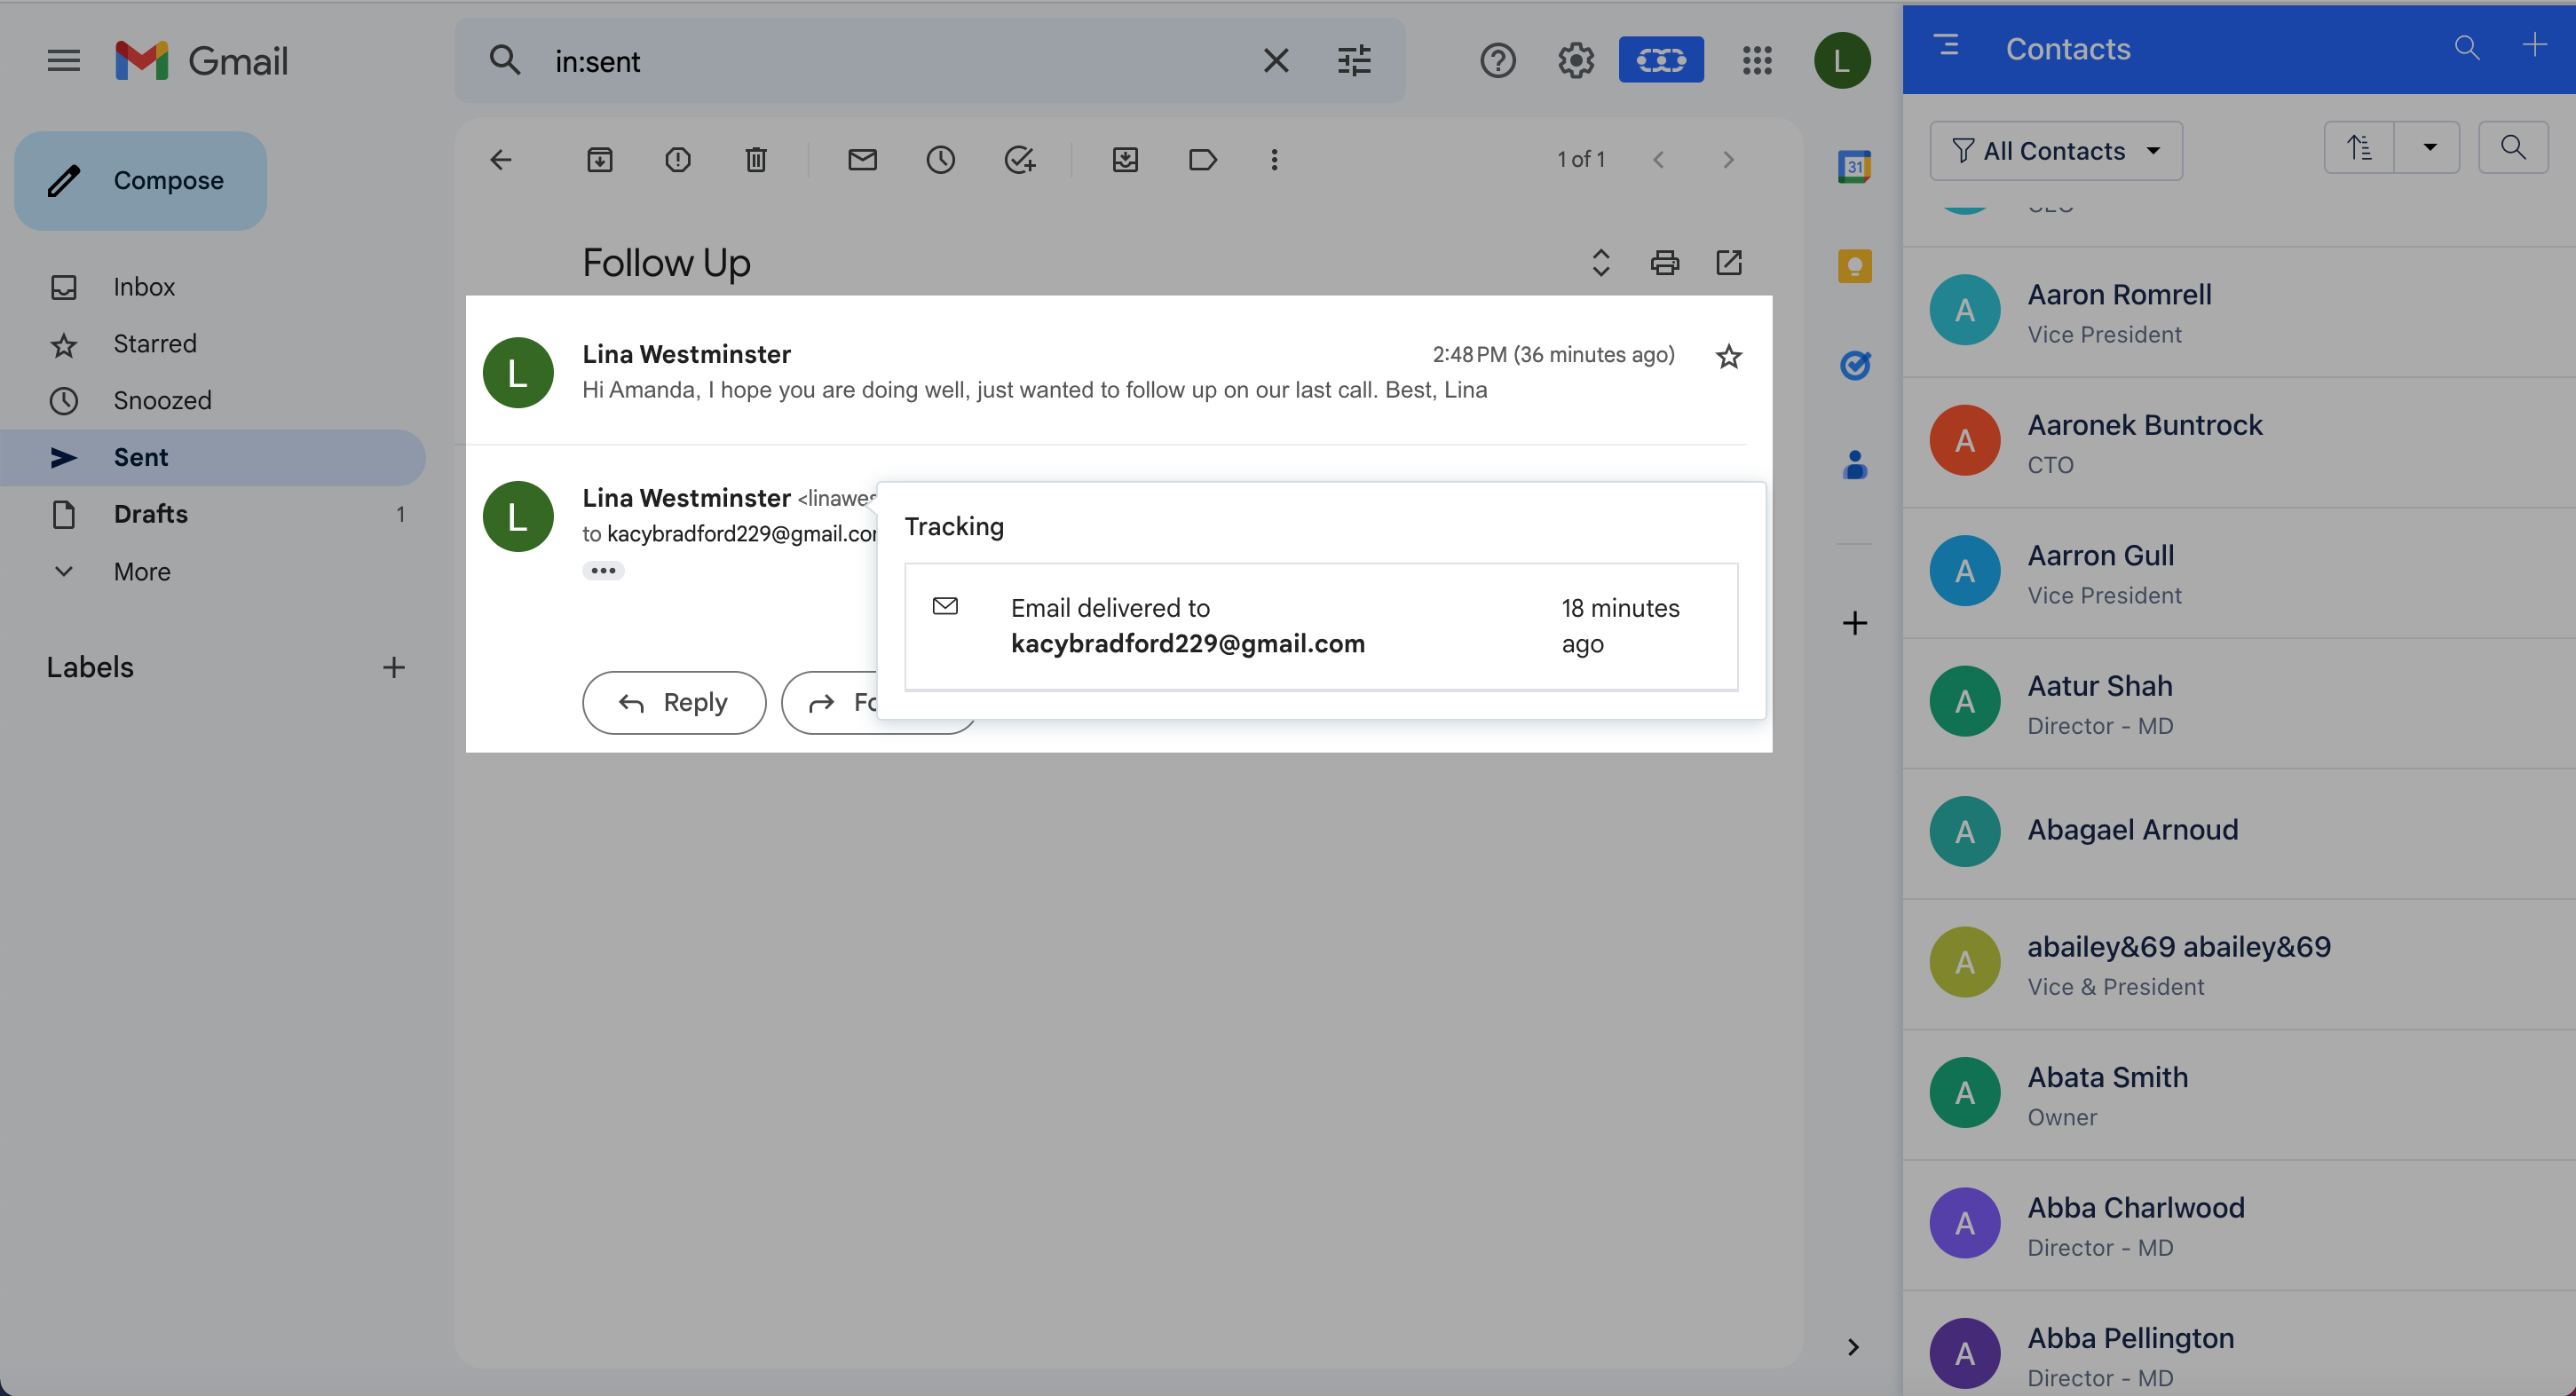 Gmail
in:sent
L
Contacts
Compose
1 of 1
31
All Contacts
Inbox
Starred
Snoozed
Sent
Drafts 1
More
Labels
Follow Up
L
Lina Westminster
2:48 PM (36 minutes ago)
Hi Amanda, I hope you are doing well, just wanted to follow up on our last call. Best, Lina
L
Lina Westminster <linawes
to kacybradford229@gmail.co
Tracking
Email delivered to
kacybradford229@gmail.com
18 minutes
ago
Reply
Fo
A
Aaron Romrell
Vice President
A
Aaronek Buntrock
CTO
A
Aarron Gull
Vice President
A
Aatur Shah
Director - MD
A
Abagael Arnoud
A
abailey&69 abailey&69
Vice & President
A
Abata Smith
Owner
A
Abba Charlwood
Director - MD
A
Abba Pellington
Director - MD